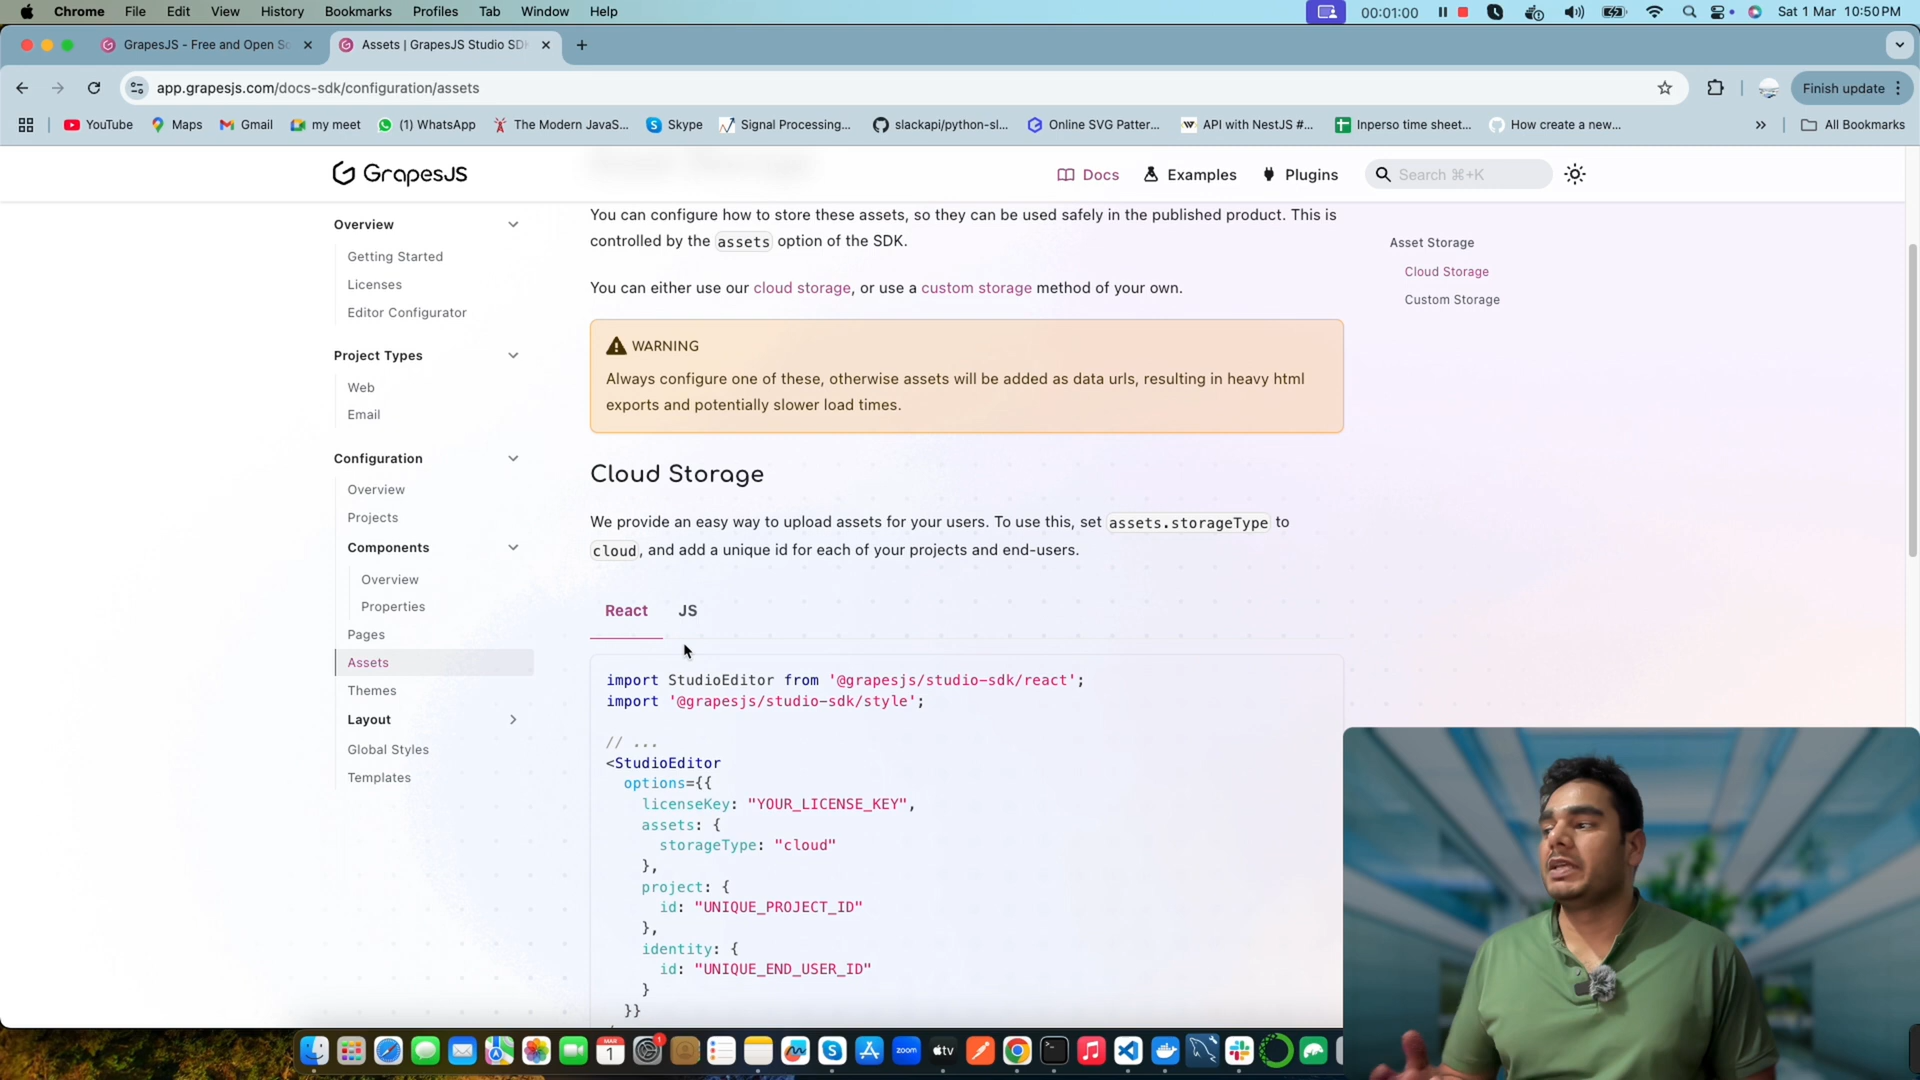 Chrome File Edit View History Bookmarks Profiles Tab Window Help 00:01:00 Sat 1 Mar 10:50 PM
GrapesJS - Free and Open So
Assets | GrapesJS Studio SD
app.grapesjs.com/docs-sdk/configuration/assets
Finish update
YouTube Maps Gmail my meet (1) WhatsApp The Modern JavaS... Skype Signal Processing... slackapi/python-sl... Online SVG Patter... API with NestJS #... Inperso time sheet... How create a new... » All Bookmarks
GrapesJS
Docs Examples Plugins Search ⌘+K
Overview
Getting Started
Licenses
Editor Configurator
Project Types
Web
Email
Configuration
Overview
Projects
Components
Overview
Properties
Pages
Assets
Themes
Layout
Global Styles
Templates
You can configure how to store these assets, so they can be used safely in the published product. This is
controlled by the assets option of the SDK.
You can either use our cloud storage, or use a custom storage method of your own.
WARNING
Always configure one of these, otherwise assets will be added as data urls, resulting in heavy html
exports and potentially slower load times.
Cloud Storage
We provide an easy way to upload assets for your users. To use this, set assets.storageType to
cloud, and add a unique id for each of your projects and end-users.
React JS
import StudioEditor from '@grapesjs/studio-sdk/react';
import '@grapesjs/studio-sdk/style';
// ...
<StudioEditor
options={{
licenseKey: "YOUR_LICENSE_KEY",
assets: {
storageType: "cloud"
},
project: {
id: "UNIQUE_PROJECT_ID"
},
identity: {
id: "UNIQUE_END_USER_ID"
}
}}
Asset Storage
Cloud Storage
Custom Storage
MAR
1
1
zoom
tv